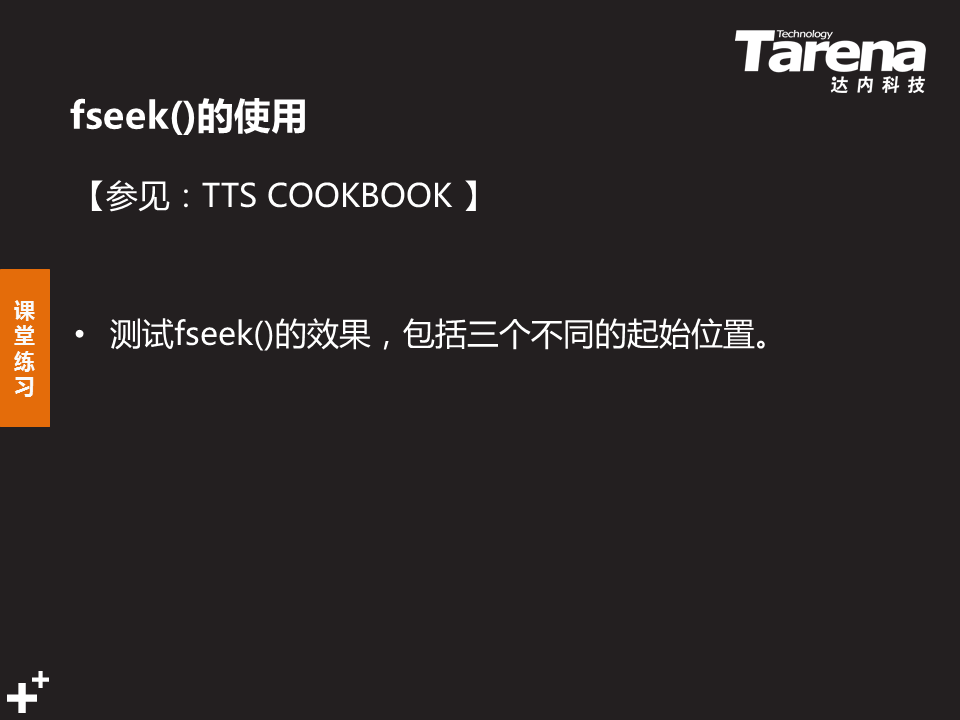 Technology
Tarena
达内科技
fseek()的使用
【参见：TTS COOKBOOK 】
课堂练习
• 测试fseek()的效果，包括三个不同的起始位置。